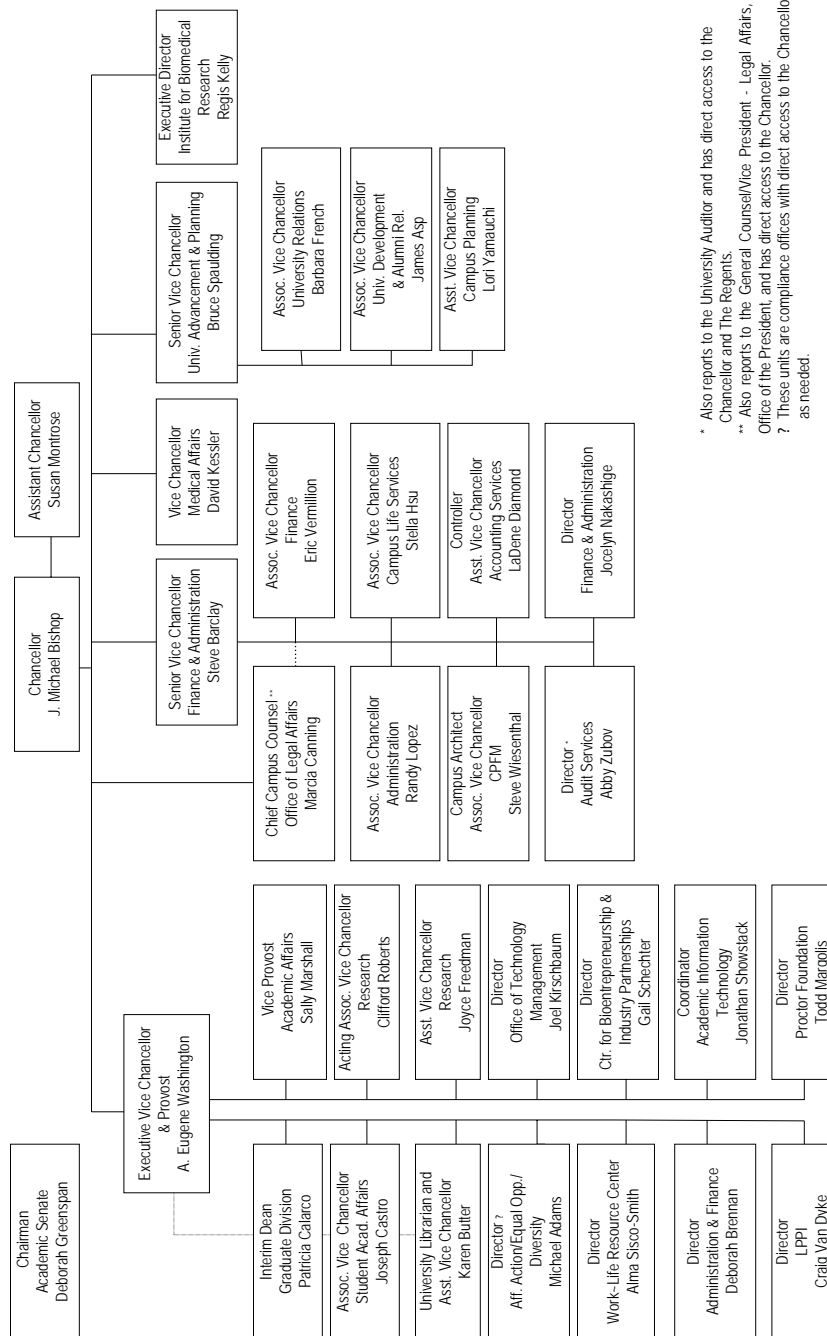 Chairman
Academic Senate
Deborah Greenspan
Chancellor
J. Michael Bishop
Assistant Chancellor
Susan Montrose
Executive Vice Chancellor
& Provost
A. Eugene Washington
Senior Vice Chancellor
Finance & Administration
Steve Barclay
Vice Chancellor
Medical Affairs
David Kessler
Senior Vice Chancellor
Univ. Advancement & Planning
Bruce Spaulding
Executive Director
Institute for Biomedical
Research
Regis Kelly
Interim Dean
Graduate Division
Patricia Calarco
Vice Provost
Academic Affairs
Sally Marshall
Assoc. Vice Chancellor
Student Acad. Affairs
Joseph Castro
Acting Assoc. Vice Chancellor
Research
Clifford Roberts
University Librarian and
Asst. Vice Chancellor
Karen Butter
Asst. Vice Chancellor
Research
Joyce Freedman
Director ?
Aff. Action/Equal Opp./
Diversity
Michael Adams
Director
Office of Technology
Management
Joel Kirschbaum
Director
Work-Life Resource Center
Alma Sisco-Smith
Director
Ctr. for Bioentrepreneurship &
Industry Partnerships
Gail Schechter
Director
Administration & Finance
Deborah Brennan
Coordinator
Academic Information
Technology
Jonathan Showstack
Director
LPPI
Craig Van Dyke
Director
Proctor Foundation
Todd Margolis
Chief Campus Counsel **
Office of Legal Affairs
Marcia Canning
Assoc. Vice Chancellor
Finance
Eric Vermillion
Assoc. Vice Chancellor
Administration
Randy Lopez
Assoc. Vice Chancellor
Campus Life Services
Stella Hsu
Campus Architect
Assoc. Vice Chancellor
CPFM
Steve Wiesenthal
Controller
Asst. Vice Chancellor
Accounting Services
LaDene Diamond
Director *
Audit Services
Abby Zubov
Director
Finance & Administration
Jocelyn Nakashige
Assoc. Vice Chancellor
University Relations
Barbara French
Assoc. Vice Chancellor
Univ. Development
& Alumni Rel.
James Asp
Asst. Vice Chancellor
Campus Planning
Lori Yamauchi
* Also reports to the University Auditor and has direct access to the
Chancellor and The Regents.
** Also reports to the General Counsel/Vice President - Legal Affairs,
Office of the President, and has direct access to the Chancellor.
? These units are compliance offices with direct access to the Chancello
as needed.